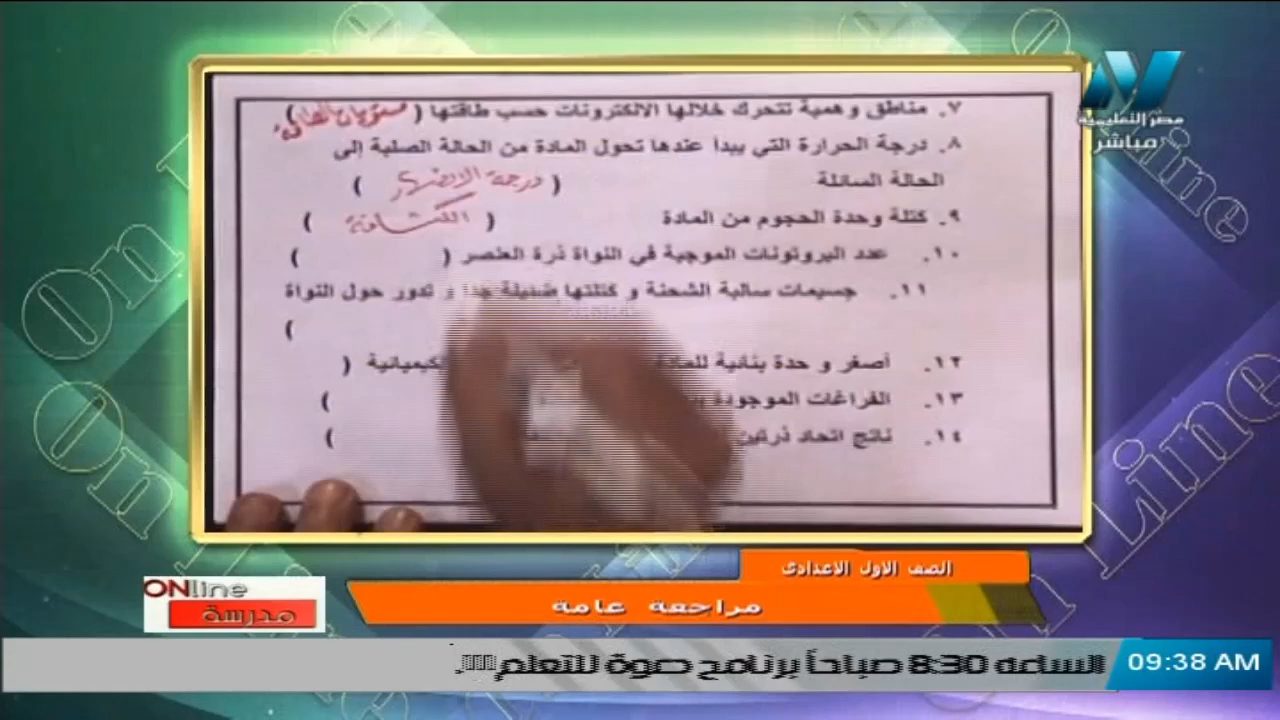 مصر التعليمية
مباشر
٧. مناطق وهمية تتحرك خلالها الالكترونات حسب طاقتها (مستويات الطاقة)
٨. درجة الحرارة التي يبدأ عندها تحول المادة من الحالة الصلبة إلى
الحالة السائلة (درجة الانصهار)
٩. كتلة وحدة الحجوم من المادة (الكثافة)
١٠. عدد البروتونات الموجبة في النواة ذرة العنصر ( )
١١. جسيمات سالبة الشحنة و كتلتها ضئيلة جدا و تدور حول النواة
)
١٢. أصغر و حدة بنائية للمادة الكيميائية ( 
١٣. الفراغات الموجودة )
١٤. ناتج اتحاد ذرتين )
الصف الاول الاعدادى
مراجعة عامة
ONline
مدرسة
الساعه 8:30 صباحاً برنامج صوة للتعلم
09:38 AM
On Line